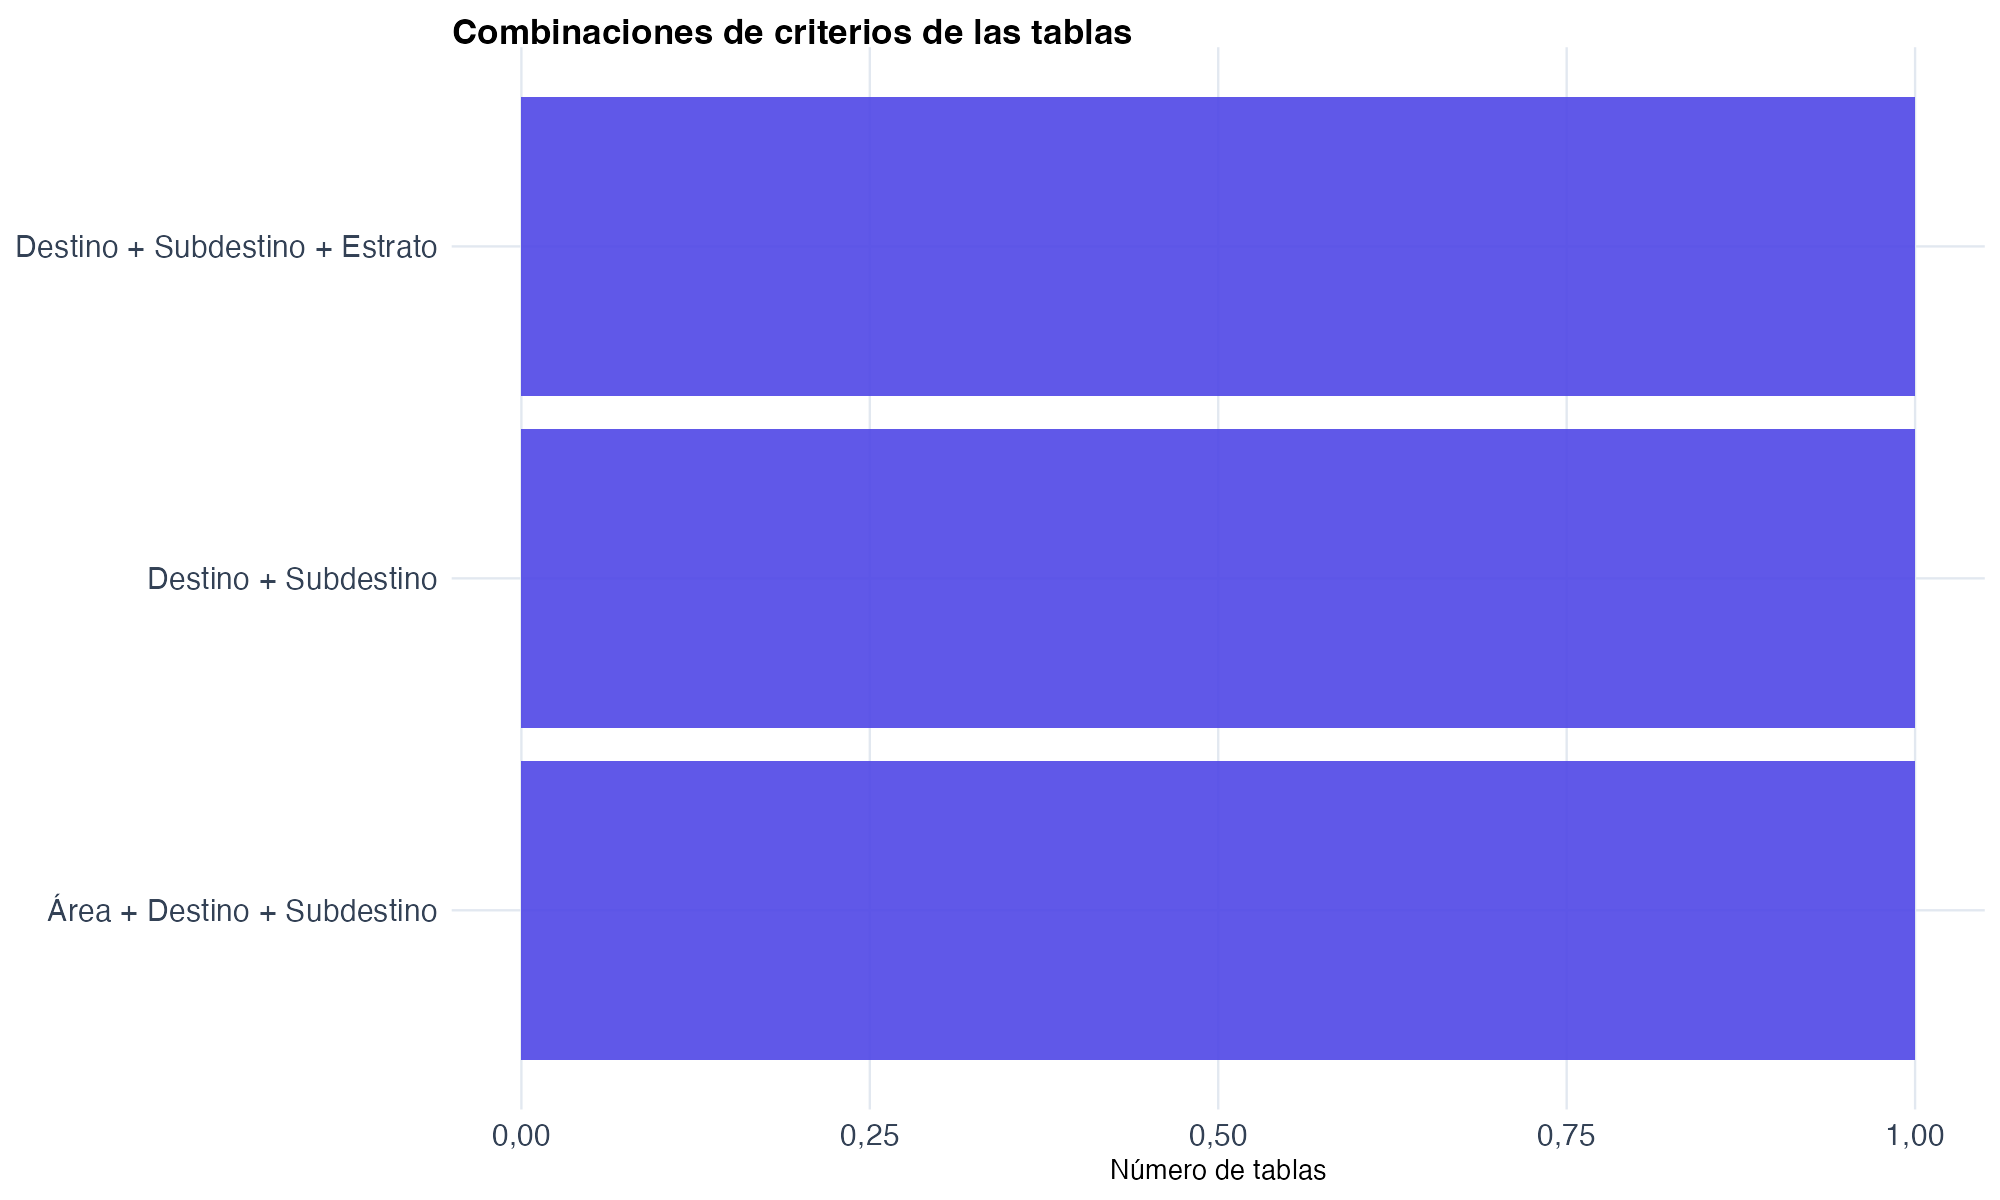 Combinaciones de criterios de las tablas
Destino + Subdestino + Estrato
Destino + Subdestino
Área + Destino + Subdestino
0,00 0,25 0,50 0,75 1,00
Número de tablas